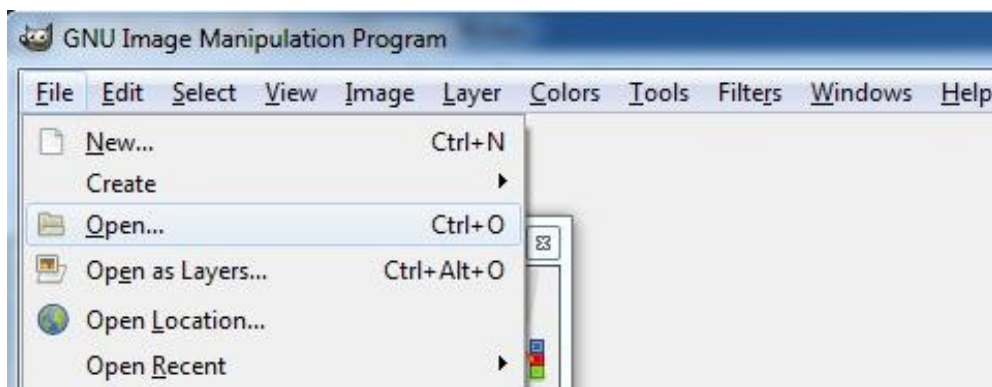 GNU Image Manipulation Program
File Edit Select View Image Layer Colors Tools Filters Windows Help
New... Ctrl+N
Create
Open... Ctrl+O
Open as Layers... Ctrl+Alt+O
Open Location...
Open Recent